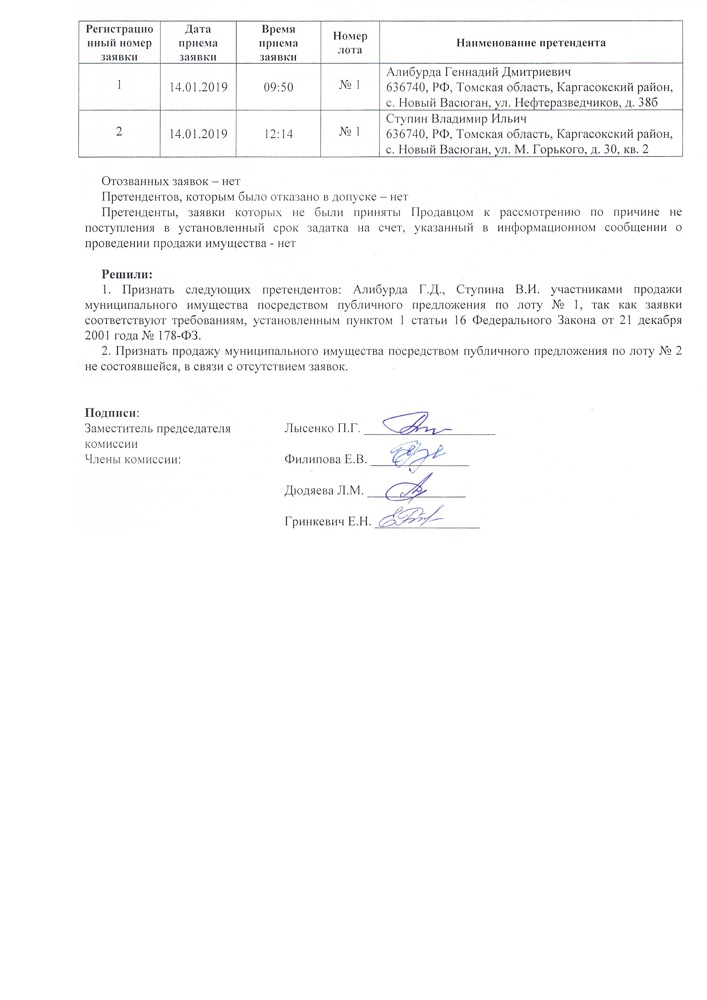 Регистрацио
нный номер
заявки
Дата
приема
заявки
Время
приема
заявки
Номер
лота
Наименование претендента
1
14.01.2019
09:50
№ 1
Алибурда Геннадий Дмитриевич
636740, РФ, Томская область, Каргасокский район,
с. Новый Васюган, ул. Нефтеразведчиков, д. 38б
2
14.01.2019
12:14
№ 1
Ступин Владимир Ильич
636740, РФ, Томская область, Каргасокский район,
с. Новый Васюган, ул. М. Горького, д. 30, кв. 2
Отозванных заявок – нет
Претендентов, которым было отказано в допуске – нет
Претенденты, заявки которых не были приняты Продавцом к рассмотрению по причине не
поступления в установленный срок задатка на счет, указанный в информационном сообщении о
проведении продажи имущества - нет
Решили:
1. Признать следующих претендентов: Алибурда Г.Д., Ступина В.И. участниками продажи
муниципального имущества посредством публичного предложения по лоту № 1, так как заявки
соответствуют требованиям, установленным пунктом 1 статьи 16 Федерального Закона от 21 декабря
2001 года № 178-ФЗ.
2. Признать продажу муниципального имущества посредством публичного предложения по лоту № 2
не состоявшейся, в связи с отсутствием заявок.
Подписи:
Заместитель председателя Лысенко П.Г.
комиссии
Члены комиссии: Филипова Е.В.
Дюдяева Л.М.
Гринкевич Е.Н.